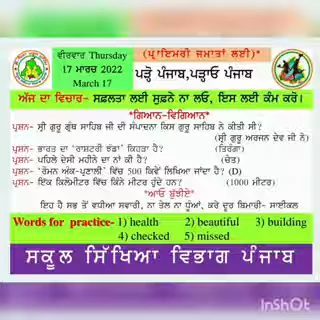 ਵੀਰਵਾਰ Thursday
17 ਮਾਰਚ 2022
March 17
(ਪ੍ਰਾਇਮਰੀ ਜਮਾਤਾਂ ਲਈ)*
ਪੜ੍ਹੋ ਪੰਜਾਬ,ਪੜ੍ਹਾਓ ਪੰਜਾਬ
ਅੱਜ ਦਾ ਵਿਚਾਰ- ਸਫ਼ਲਤਾ ਲਈ ਸੁਫ਼ਨੇ ਨਾ ਲਓ, ਇਸ ਲਈ ਕੰਮ ਕਰੋ।
*ਗਿਆਨ-ਵਿਗਿਆਨ*
ਪ੍ਰਸ਼ਨ- ਸ੍ਰੀ ਗੁਰੂ ਗ੍ਰੰਥ ਸਾਹਿਬ ਜੀ ਦੀ ਸੰਪਾਦਨਾ ਕਿਸ ਗੁਰੂ ਸਾਹਿਬ ਨੇ ਕੀਤੀ ਸੀ?
(ਸ੍ਰੀ ਗੁਰੂ ਅਰਜਨ ਦੇਵ ਜੀ ਨੇ)
ਪ੍ਰਸ਼ਨ- ਭਾਰਤ ਦਾ 'ਰਾਸ਼ਟਰੀ ਝੰਡਾ' ਕਿਹੜਾ ਹੈ? (ਤਿਰੰਗਾ)
ਪ੍ਰਸ਼ਨ- ਪਹਿਲੇ ਦੇਸੀ ਮਹੀਨੇ ਦਾ ਨਾਂ ਕੀ ਹੈ? (ਚੇਤ)
ਪ੍ਰਸ਼ਨ- 'ਰੋਮਨ ਅੰਕ-ਪ੍ਰਣਾਲੀ' ਵਿੱਚ 500 ਕਿਵੇਂ ਲਿਖਿਆ ਜਾਂਦਾ ਹੈ? (D)
ਪ੍ਰਸ਼ਨ- ਇੱਕ ਕਿਲੋਮੀਟਰ ਵਿੱਚ ਕਿੰਨੇ ਮੀਟਰ ਹੁੰਦੇ ਹਨ? (1000 ਮੀਟਰ)
*ਆਓ ਬੁੱਝੀਏ*
ਇਹ ਹੈ ਸਭ ਤੋਂ ਵਧੀਆ ਸਵਾਰੀ, ਨਾ ਤੇਲ ਨਾ ਧੂੰਆਂ, ਕਰੇ ਦੂਰ ਬਿਮਾਰੀ- ਸਾਈਕਲ
Words for practice- 1) health 2) beautiful 3) building
4) checked 5) missed
ਸਕੂਲ ਸਿੱਖਿਆ ਵਿਭਾਗ ਪੰਜਾਬ
InShOt